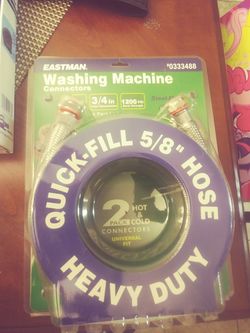 EASTMAN
#0333488
Washing Machine
Connectors
3/4 in
1200
QUICK-FILL 5/8" HOSE
2 HOT
& 
PACK COLD
CONNECTORS
UNIVERSAL
FIT
HEAVY DUTY